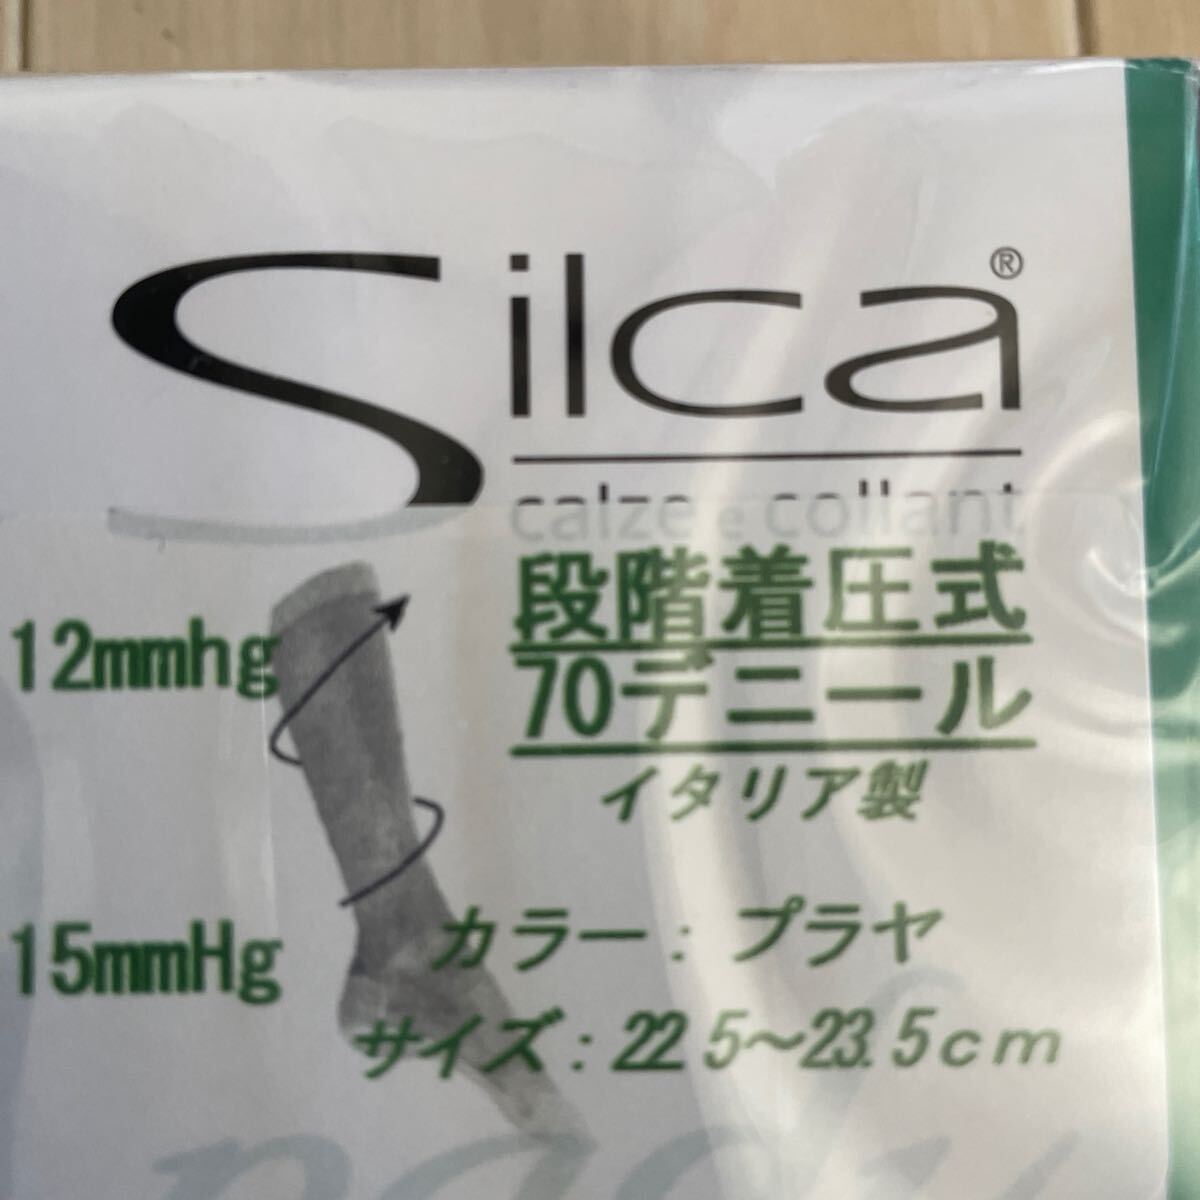 Silca®
calze e collant
段階着圧式
12mmhg
70デニール
イタリア製
カラー：プラヤ
15mmHg
サイズ：22.5～23.5cm